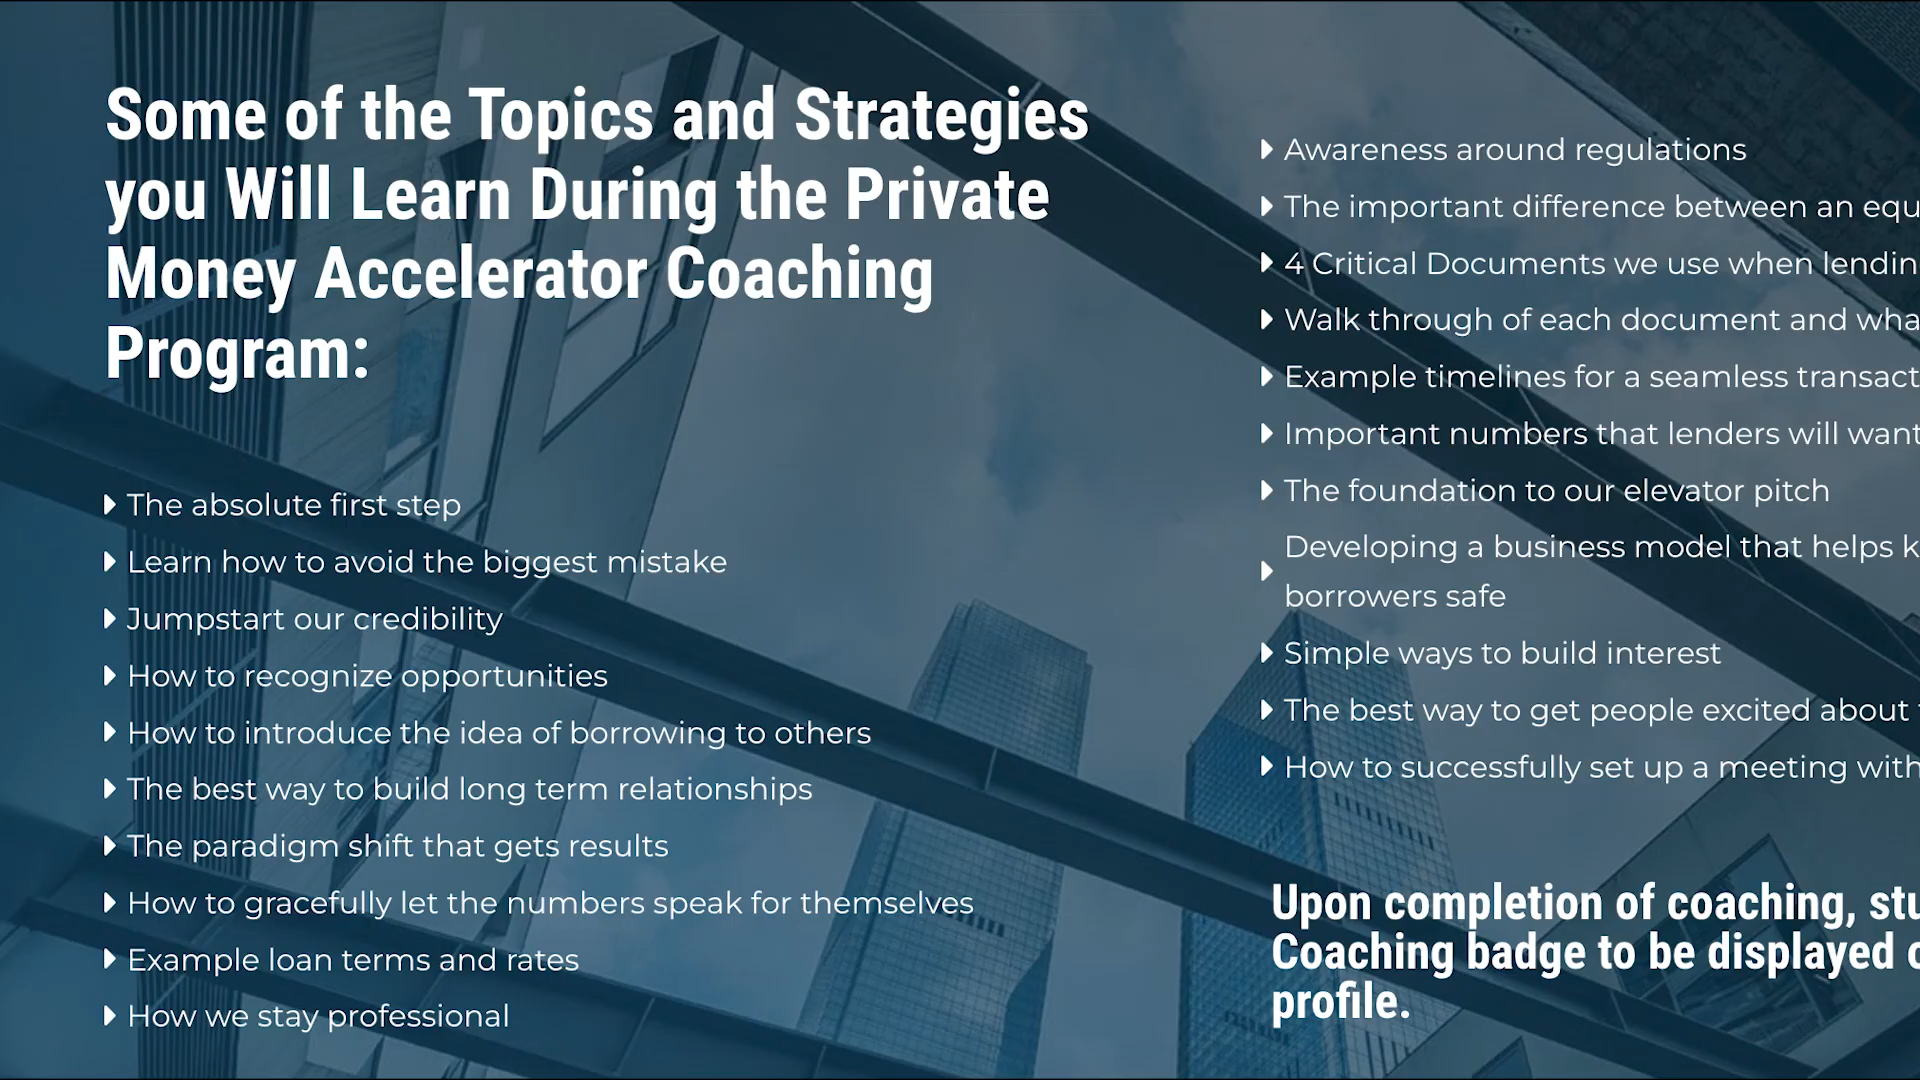 Some of the Topics and Strategies
you Will Learn During the Private
Money Accelerator Coaching
Program:
The absolute first step
Learn how to avoid the biggest mistake
Jumpstart our credibility
How to recognize opportunities
How to introduce the idea of borrowing to others
The best way to build long term relationships
The paradigm shift that gets results
How to gracefully let the numbers speak for themselves
Example loan terms and rates
How we stay professional
Awareness around regulations
The important difference between an
4 Critical Documents we use when
Walk through of each document and
Example timelines for a seamless
Important numbers that lenders will want
The foundation to our elevator pitch
Developing a business model that helps
borrowers safe
Simple ways to build interest
The best way to get people excited about
How to successfully set up a meeting with
Upon completion of coaching,
Coaching badge to be displayed
profile.